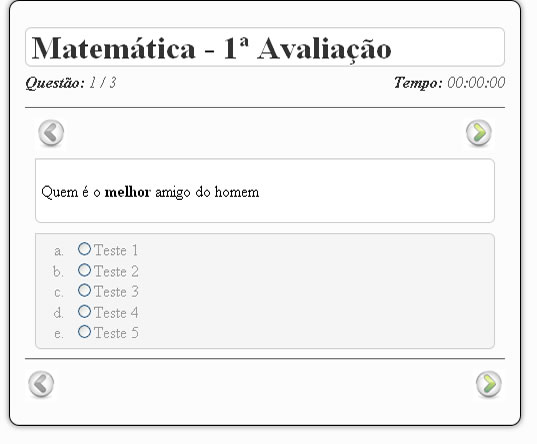 Matemática - 1ª Avaliação
Questão: 1 / 3 Tempo: 00:00:00
Quem é o melhor amigo do homem
a. Teste 1
b. Teste 2
c. Teste 3
d. Teste 4
e. Teste 5